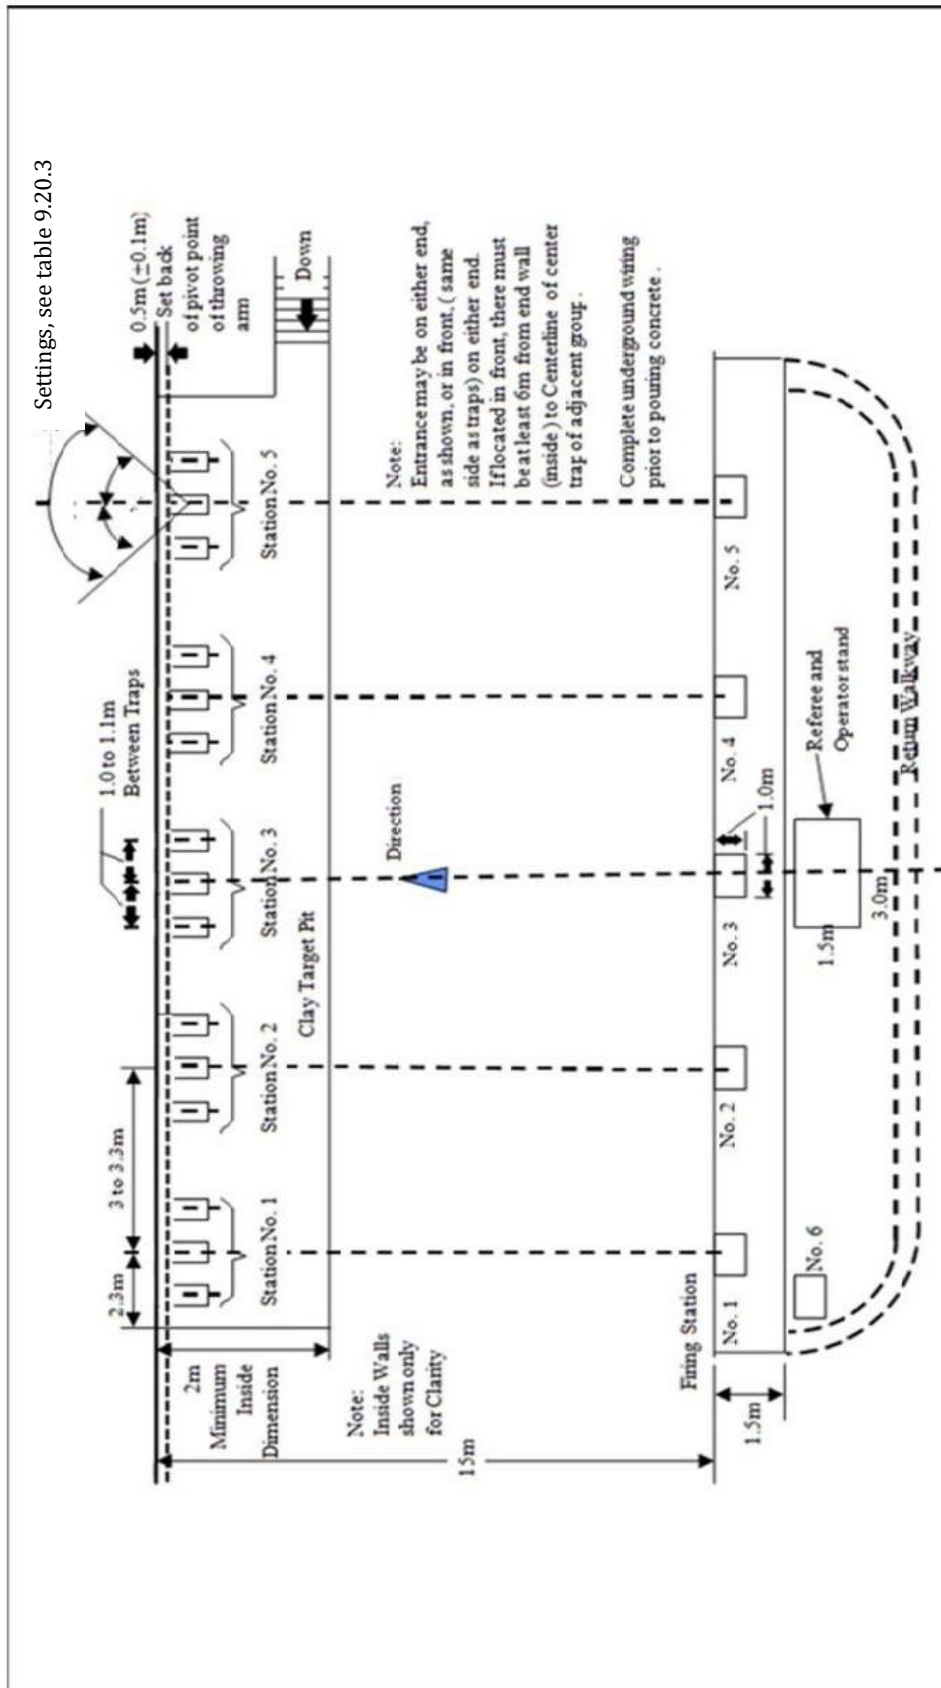 Settings, see table 9.20.3
0.5m (±0.1m)
Set back
of pivot point
of throwing
arm
Down
1.0 to 1.1m
Between Traps
3 to 3.3m
2.3m
Station No. 1
Station No. 2
Station No. 3
Station No. 4
Station No. 5
Clay Target Pit
2m
Minimum
Inside
Dimension
Note:
Inside Walls
shown only
for Clarity
Direction
Note:
Entrance may be on either end,
as shown, or in front, ( same
side as traps) on either end.
If located in front, there must
be at least 6m from end wall
(inside ) to Centerline of center
trap of adjacent group .
Complete underground wiring
prior to pouring concrete .
15m
Firing Station
No. 1
No. 2
No. 3
No. 4
No. 5
1.0m
1.5m
No. 6
1.5m
3.0m
Referee and
Operator stand
Return Walkway